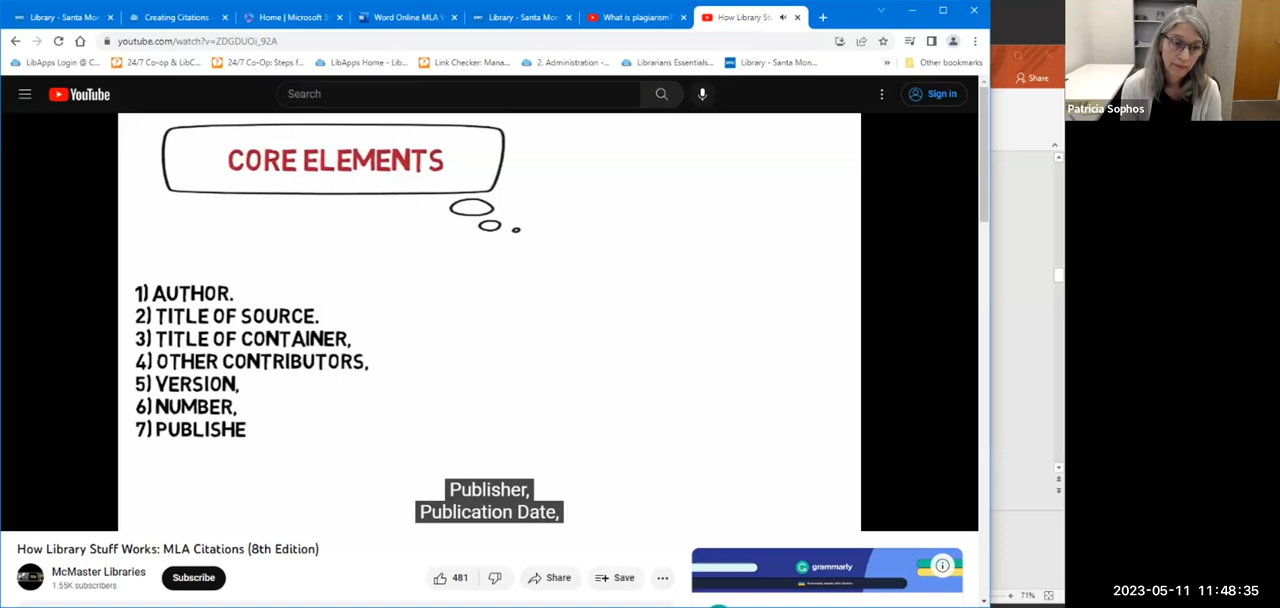 Library - Santa Mon
Creating Citations -
Home | Microsoft 3
Word Online MLA W
Library - Santa Mon
What is plagiarism?
How Library St
youtube.com/watch?v=ZDGDUOi_92A
LibApps Login @ C...
24/7 Co-op & LibC...
24/7 Co-Op: Steps f...
LibApps Home - Lib...
Link Checker: Mana...
2. Administration -...
Librarians Essentials...
Library - Santa Mon...
»
Other bookmarks
Share
Patricia Sophos
YouTube
Search
Sign in
CORE ELEMENTS
1) AUTHOR.
2) TITLE OF SOURCE.
3) TITLE OF CONTAINER,
4) OTHER CONTRIBUTORS,
5) VERSION,
6) NUMBER,
7) PUBLISHE
Publisher,
Publication Date,
How Library Stuff Works: MLA Citations (8th Edition)
McMaster Libraries
1.55K subscribers
Subscribe
481
Share
Save
grammarly
71%
2023-05-11 11:48:35